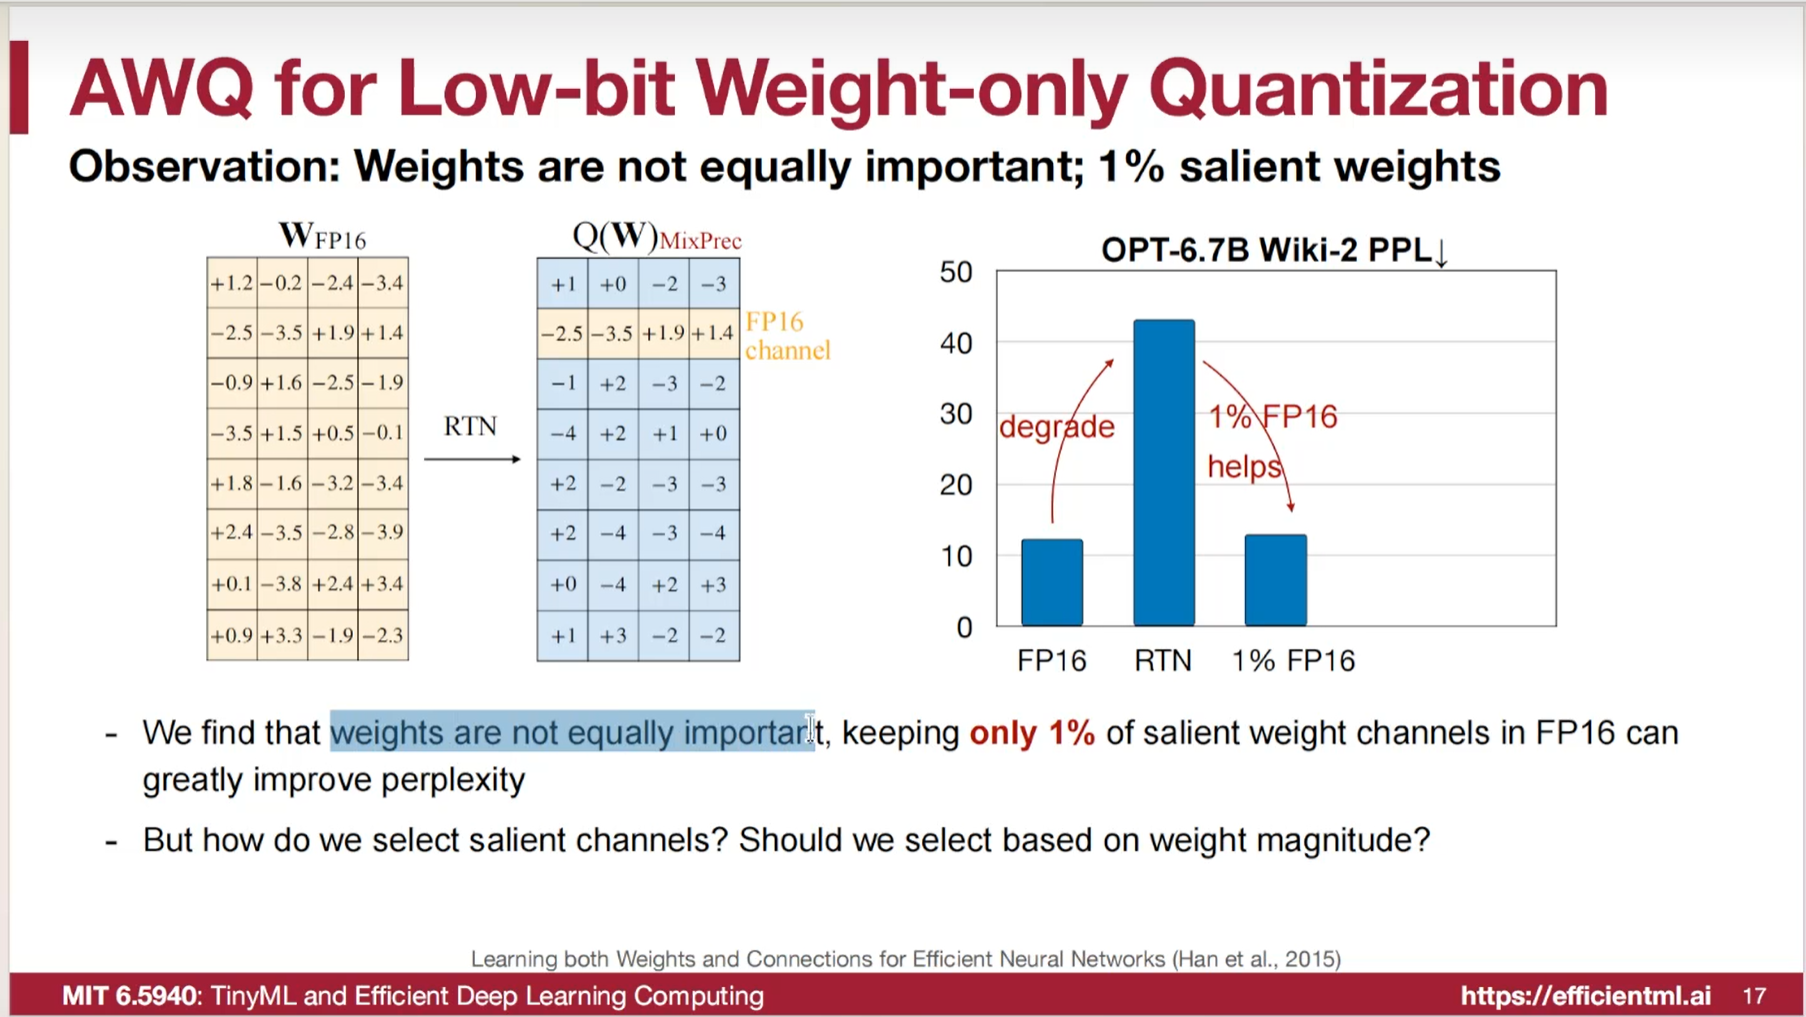 AWQ for Low-bit Weight-only Quantization
Observation: Weights are not equally important; 1% salient weights
W FP16
+1.2 −0.2 −2.4 −3.4
−2.5 −3.5 +1.9 +1.4
−0.9 +1.6 −2.5 −1.9
−3.5 +1.5 +0.5 −0.1
+1.8 −1.6 −3.2 −3.4
+2.4 −3.5 −2.8 −3.9
+0.1 −3.8 +2.4 +3.4
+0.9 +3.3 −1.9 −2.3
RTN
Q(W)MixPrec
+1 +0 −2 −3
−2.5 −3.5 +1.9 +1.4
−1 +2 −3 −2
−4 +2 +1 +0
+2 −2 −3 −3
+2 −4 −3 −4
+0 −4 +2 +3
+1 +3 −2 −2
FP16
channel
OPT-6.7B Wiki-2 PPL↓
50
40
30
20
10
0
degrade
1% FP16
helps
FP16 RTN 1% FP16
- We find that weights are not equally important, keeping only 1% of salient weight channels in FP16 can
greatly improve perplexity
- But how do we select salient channels? Should we select based on weight magnitude?
Learning both Weights and Connections for Efficient Neural Networks (Han et al., 2015)
MIT 6.5940: TinyML and Efficient Deep Learning Computing
https://efficientml.ai 17